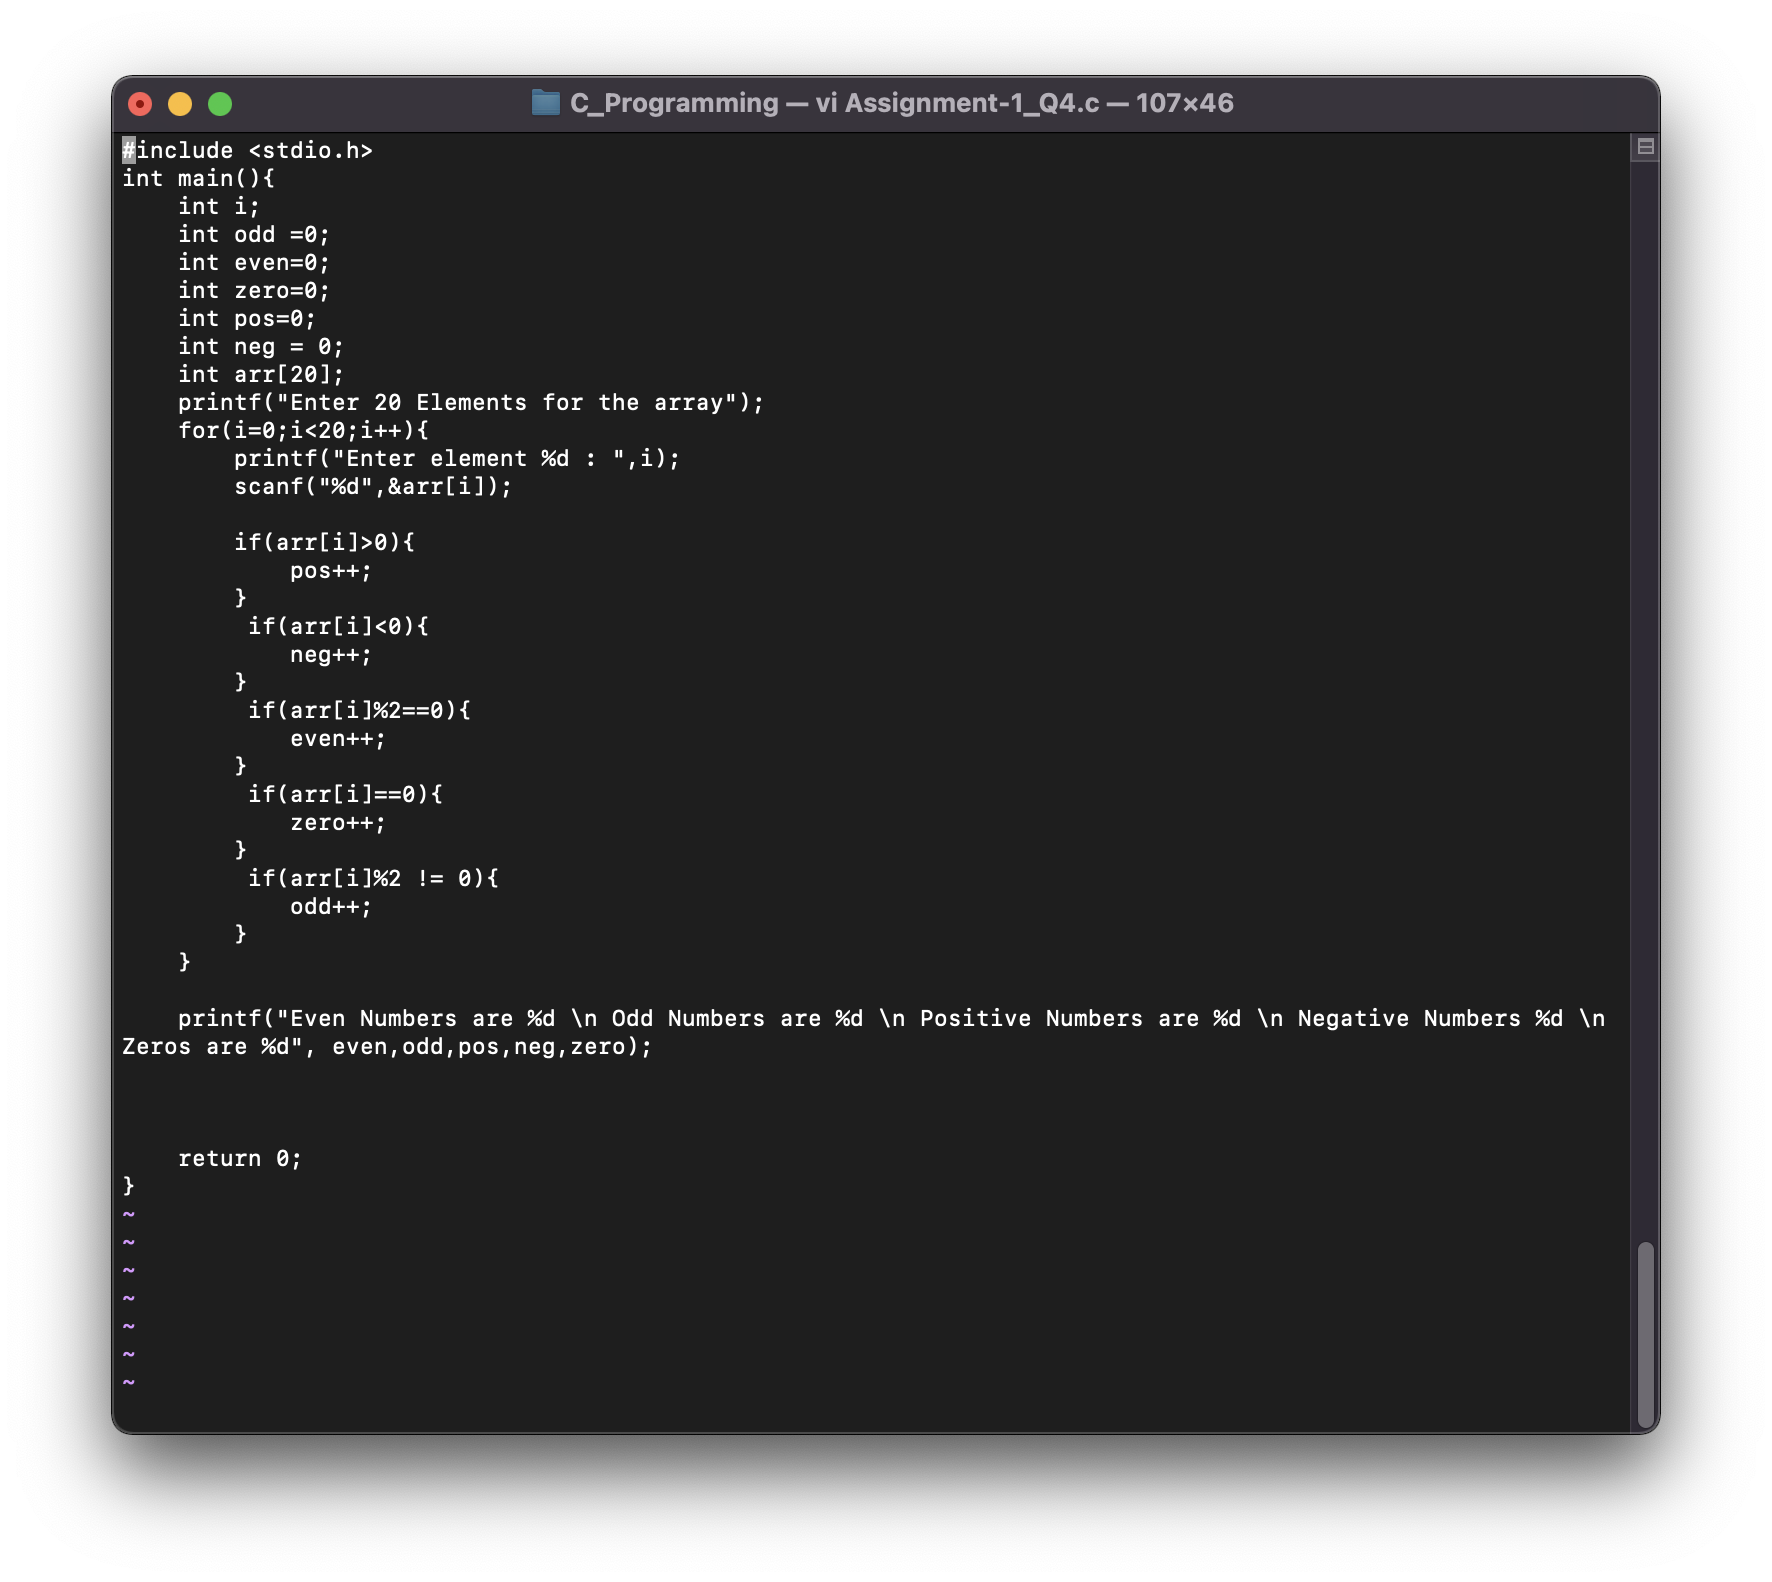 C_Programming — vi Assignment-1_Q4.c — 107×46
#include <stdio.h>
int main(){
    int i;
    int odd =0;
    int even=0;
    int zero=0;
    int pos=0;
    int neg = 0;
    int arr[20];
    printf("Enter 20 Elements for the array");
    for(i=0;i<20;i++){
        printf("Enter element %d : ",i);
        scanf("%d",&arr[i]);

        if(arr[i]>0){
            pos++;
        }
         if(arr[i]<0){
            neg++;
        }
         if(arr[i]%2==0){
            even++;
        }
         if(arr[i]==0){
            zero++;
        }
         if(arr[i]%2 != 0){
            odd++;
        }
    }

    printf("Even Numbers are %d \n Odd Numbers are %d \n Positive Numbers are %d \n Negative Numbers %d \n
Zeros are %d", even,odd,pos,neg,zero);



    return 0;
}
~
~
~
~
~
~
~